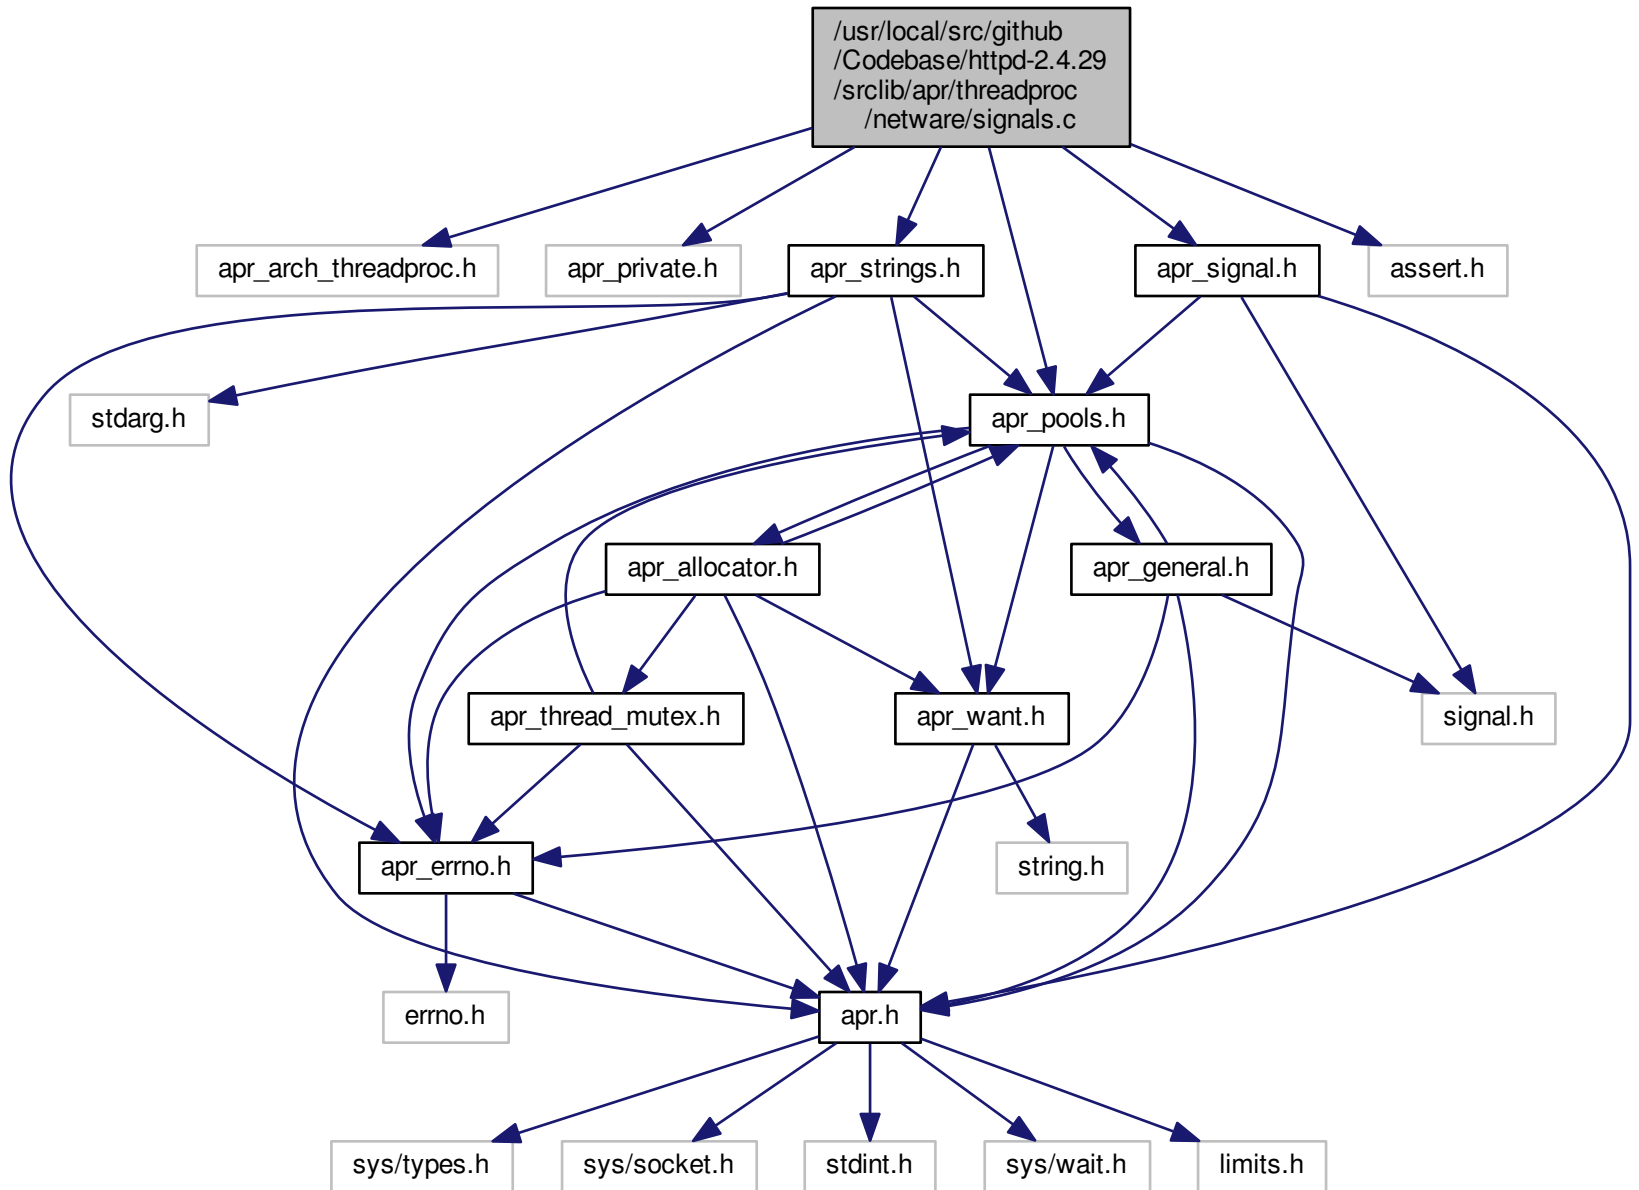 /usr/local/src/github
/Codebase/httpd-2.4.29
/srclib/apr/threadproc
/netware/signals.c
apr_arch_threadproc.h
apr_private.h
apr_strings.h
apr_signal.h
assert.h
stdarg.h
apr_pools.h
apr_allocator.h
apr_general.h
apr_thread_mutex.h
apr_want.h
signal.h
apr_errno.h
string.h
errno.h
apr.h
sys/types.h
sys/socket.h
stdint.h
sys/wait.h
limits.h